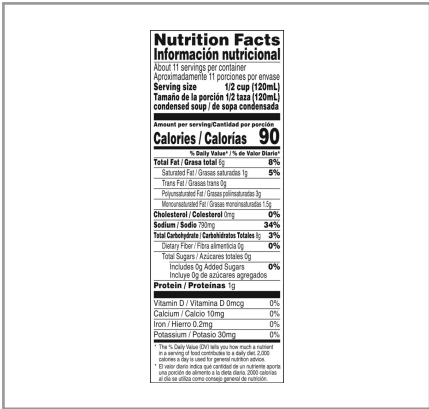 Nutrition Facts
Información nutricional
About 11 servings per container
Aproximadamente 11 porciones por envase
Serving size 1/2 cup (120mL)
Tamaño de la porción 1/2 taza (120mL)
condensed soup / de sopa condensada
Amount per serving/Cantidad por porción
Calories / Calorías 90
% Daily Value* / % de Valor Diario*
Total Fat / Grasa total 6g 8%
Saturated Fat / Grasas saturadas 1g 5%
Trans Fat / Grasas trans 0g
Polyunsaturated Fat / Grasas poliinsaturadas 3g
Monounsaturated Fat / Grasas monoinsaturadas 1.5g
Cholesterol / Colesterol 0mg 0%
Sodium / Sodio 790mg 34%
Total Carbohydrate / Carbohidratos Totales 8g 3%
Dietary Fiber / Fibra alimenticia 0g 0%
Total Sugars / Azúcares totales 0g
Includes 0g Added Sugars 0%
Incluye 0g de azúcares agregados
Protein / Proteínas 1g
Vitamin D / Vitamina D 0mcg 0%
Calcium / Calcio 10mg 0%
Iron / Hierro 0.2mg 0%
Potassium / Potasio 30mg 0%
* The % Daily Value (DV) tells you how much a nutrient
in a serving of food contributes to a daily diet. 2,000
calories a day is used for general nutrition advice.
* El valor diario indica qué cantidad de un nutriente aporta
una porción de alimento a la dieta diaria. 2000 calorías
al día se utiliza como consejo general de nutrición.